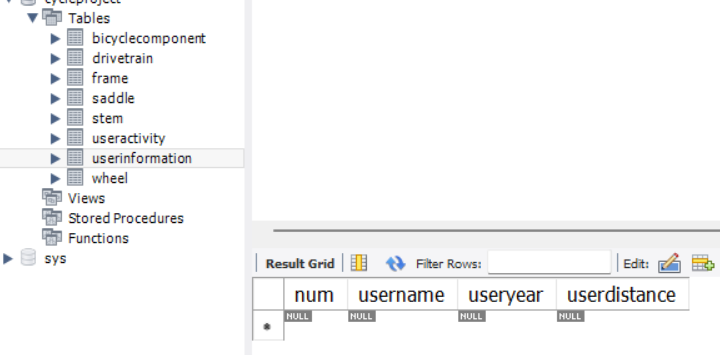 cycleproject
Tables
bicyclecomponent
drivetrain
frame
saddle
stem
useractivity
userinformation
wheel
Views
Stored Procedures
Functions
sys
Result Grid Filter Rows: Edit:
num username useryear userdistance
NULL NULL NULL NULL